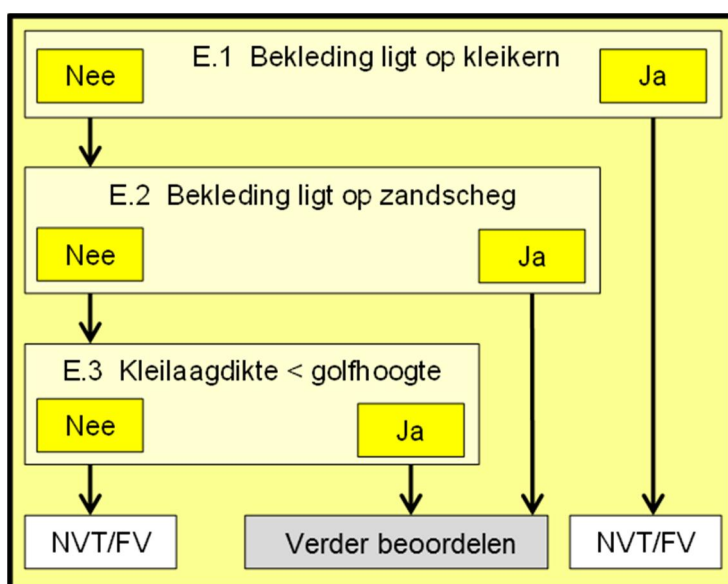 E.1 Bekleding ligt op kleikern
Nee
Ja
E.2 Bekleding ligt op zandscheg
Nee
Ja
E.3 Kleilaagdikte < golfhoogte
Nee
Ja
NVT/FV
Verder beoordelen
NVT/FV